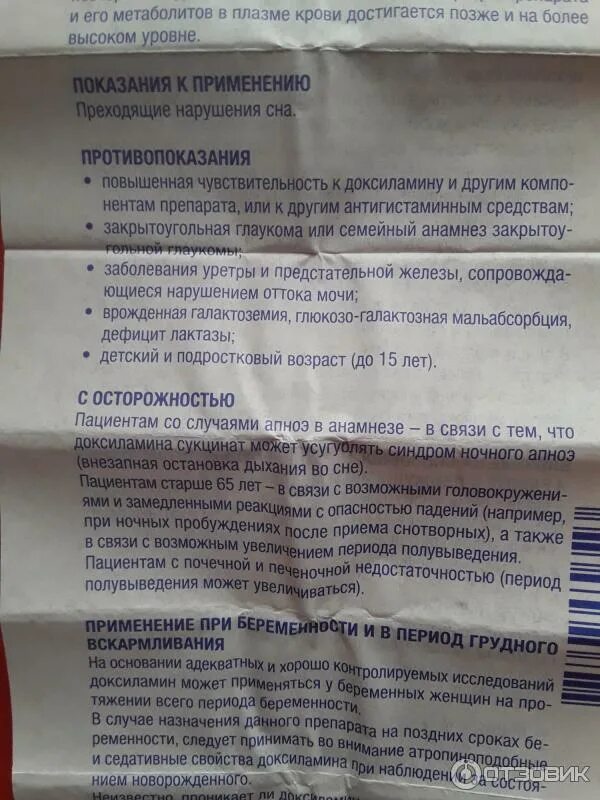 и его метаболитов в плазме крови достигается позже и на более
высоком уровне.
ПОКАЗАНИЯ К ПРИМЕНЕНИЮ
Преходящие нарушения сна.
ПРОТИВОПОКАЗАНИЯ
• повышенная чувствительность к доксиламину и другим компо-
нентам препарата, или к другим антигистаминным средствам;
• закрытоугольная глаукома или семейный анамнез закрытоу-
гольной глаукомы;
• заболевания уретры и предстательной железы, сопровожда-
ющиеся нарушением оттока мочи;
• врожденная галактоземия, глюкозо-галактозная мальабсорбция,
дефицит лактазы;
• детский и подростковый возраст (до 15 лет).
С ОСТОРОЖНОСТЬЮ
Пациентам со случаями апноэ в анамнезе – в связи с тем, что
доксиламина сукцинат может усугублять синдром ночного апноэ
(внезапная остановка дыхания во сне).
Пациентам старше 65 лет – в связи с возможными головокружени-
ями и замедленными реакциями с опасностью падений (например,
при ночных пробуждениях после приема снотворных), а также
в связи с возможным увеличением периода полувыведения.
Пациентам с почечной и печеночной недостаточностью (период
полувыведения может увеличиваться).
ПРИМЕНЕНИЕ ПРИ БЕРЕМЕННОСТИ И В ПЕРИОД ГРУДНОГО
ВСКАРМЛИВАНИЯ
На основании адекватных и хорошо контролируемых исследований
доксиламин может применяться у беременных женщин на про-
тяжении всего периода беременности.
В случае назначения данного препарата на поздних сроках бе-
ременности, следует принимать во внимание атропиноподобные
и седативные свойства доксиламина при наблюдении за состоя-
нием новорожденного.
Неизвестно, проникает ли доксиламин
ОТЗОВИК